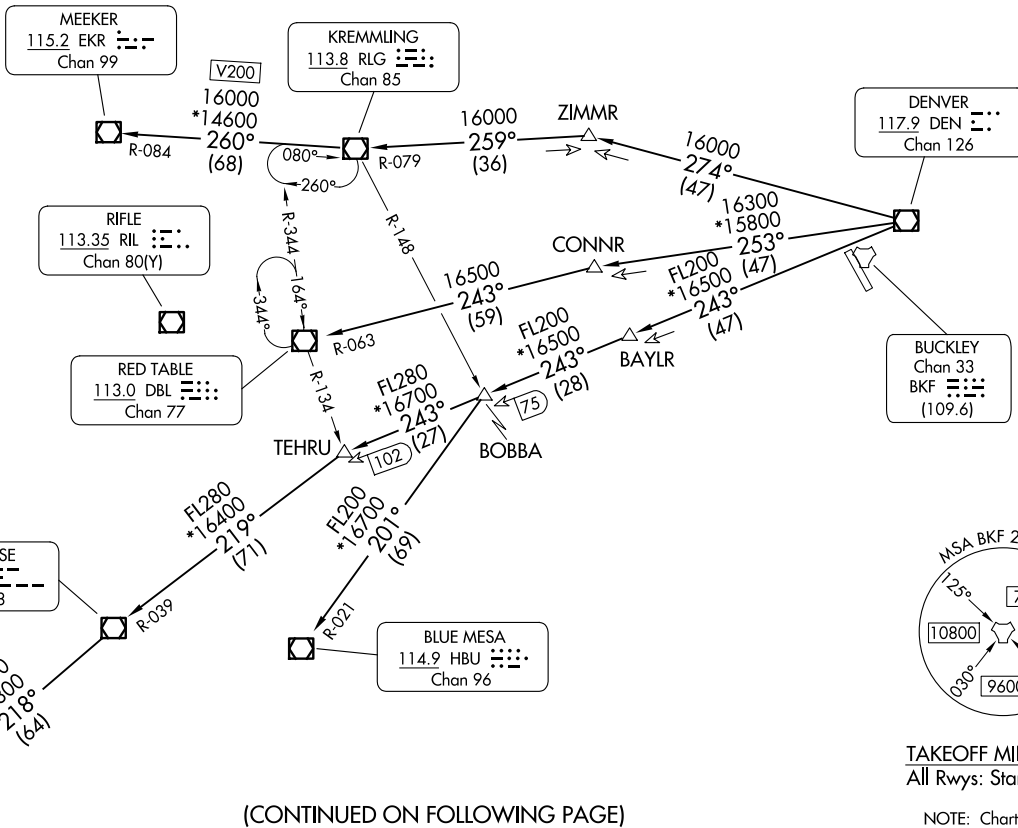 MEEKER
115.2 EKR
Chan 99
KREMMLING
113.8 RLG
Chan 85
V200
16000
*14600
260°
(68)
R-084
080°
260°
R-079
16000
259°
(36)
ZIMMR
16000
274°
(47)
DENVER
117.9 DEN
Chan 126
RIFLE
113.35 RIL
Chan 80(Y)
R-344
R-148
CONNR
16300
*15800
253°
(47)
164°
344°
16500
243°
(59)
R-063
FL200
*16500
243°
(47)
BAYLR
BUCKLEY
Chan 33
BKF
(109.6)
RED TABLE
113.0 DBL
Chan 77
R-134
FL200
*16500
243°
(28)
75
BOBBA
FL280
*16700
243°
(27)
TEHRU
102
FL280
*16400
219°
(71)
FL200
*16700
201°
(69)
SE
R-039
R-021
BLUE MESA
114.9 HBU
Chan 96
218°
(64)
MSA BKF 2
125°
10800
030°
9600
TAKEOFF MI
All Rwys: Sta
NOTE: Chart
(CONTINUED ON FOLLOWING PAGE)